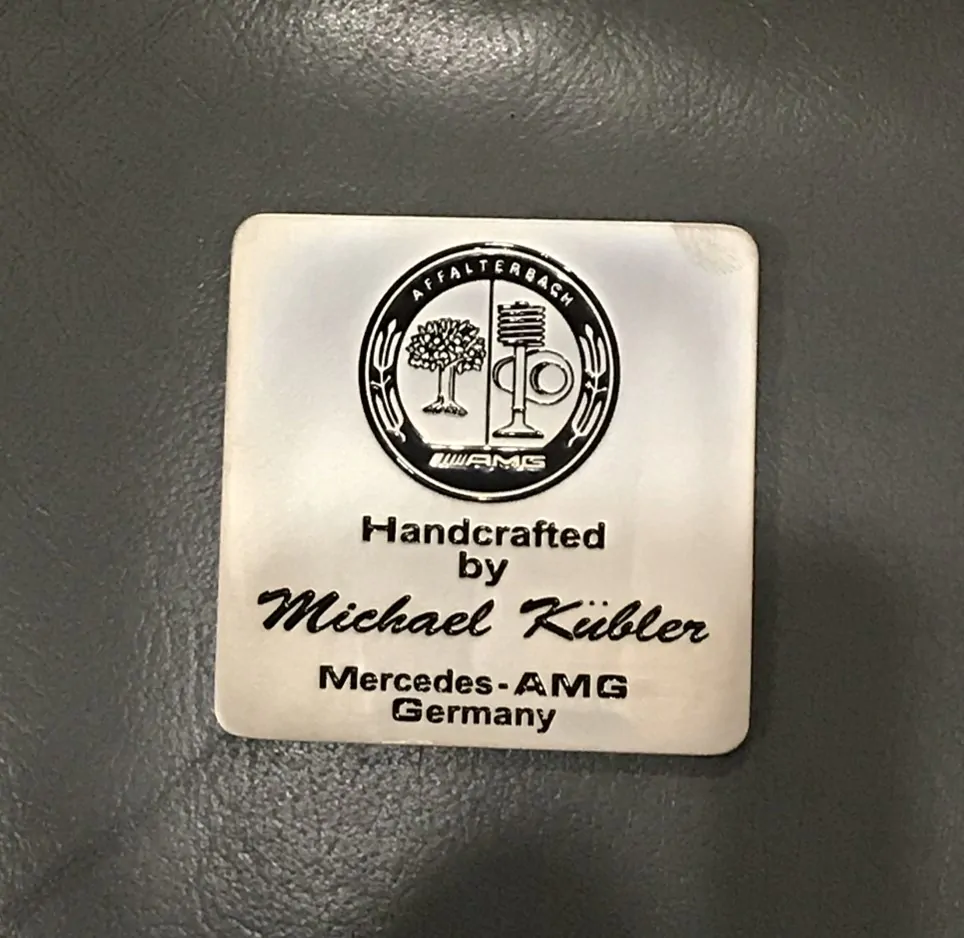 AFFALTERBACH
AMG
Handcrafted
by
Michael Kübler
Mercedes-AMG
Germany